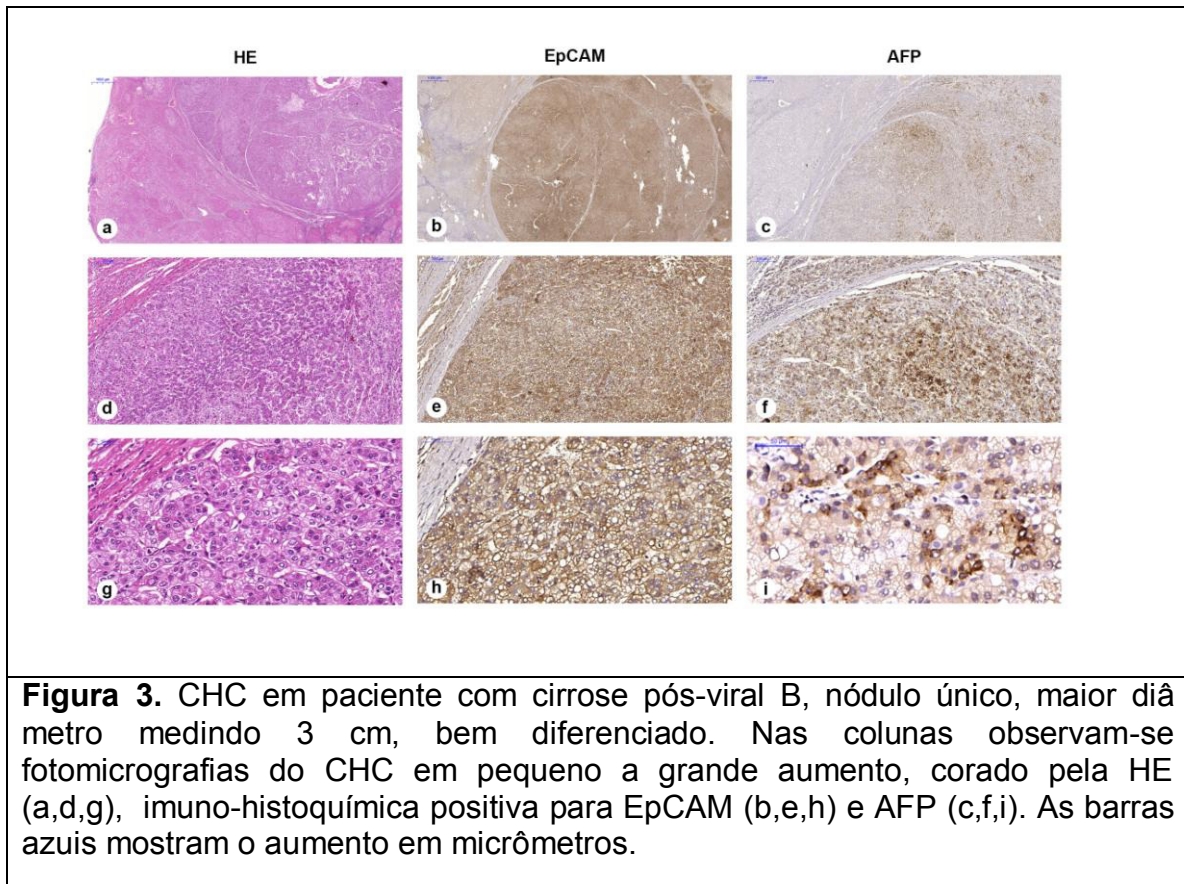 HE EpCAM AFP
a b c
d e f
g h i
Figura 3. CHC em paciente com cirrose pós-viral B, nódulo único, maior diâ
metro medindo 3 cm, bem diferenciado. Nas colunas observam-se
fotomicrografias do CHC em pequeno a grande aumento, corado pela HE
(a,d,g), imuno-histoquímica positiva para EpCAM (b,e,h) e AFP (c,f,i). As barras
azuis mostram o aumento em micrômetros.